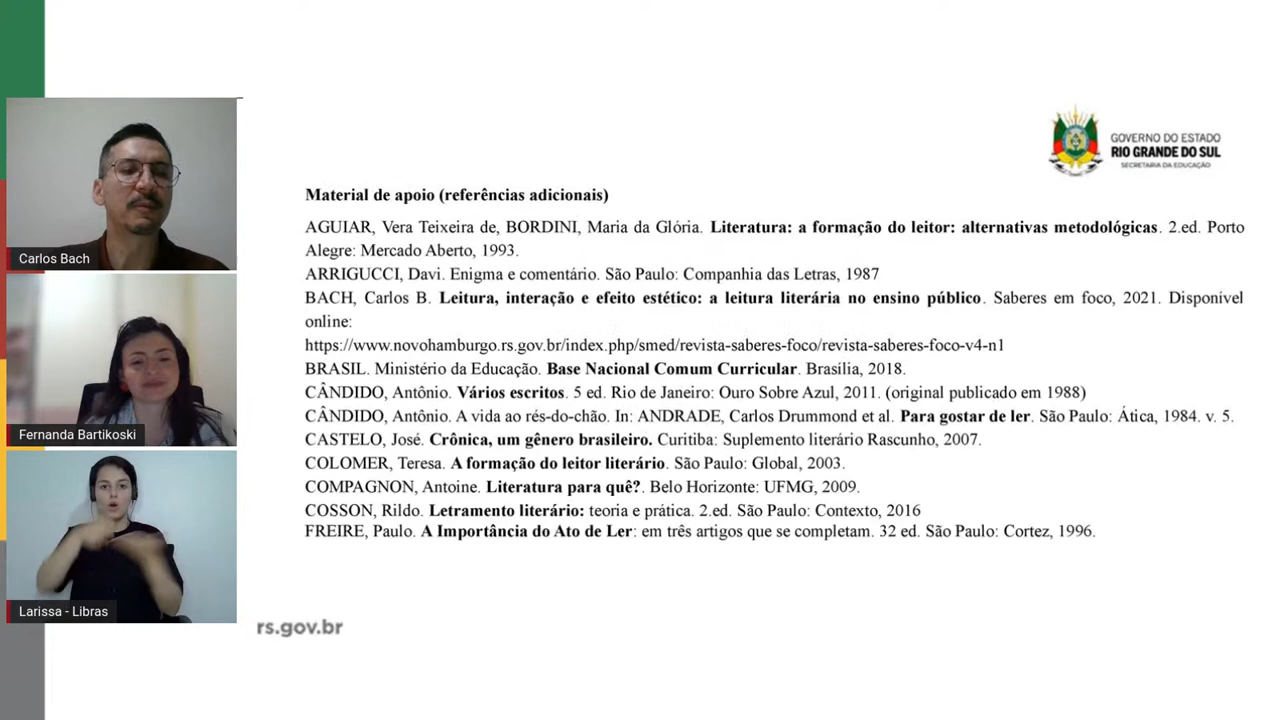 GOVERNO DO ESTADO
RIO GRANDE DO SUL
SECRETARIA DA EDUCAÇÃO
Material de apoio (referências adicionais)
AGUIAR, Vera Teixeira de, BORDINI, Maria da Glória. Literatura: a formação do leitor: alternativas metodológicas. 2.ed. Porto
Alegre: Mercado Aberto, 1993.
ARRIGUCCI, Davi. Enigma e comentário. São Paulo: Companhia das Letras, 1987
BACH, Carlos B. Leitura, interação e efeito estético: a leitura literária no ensino público. Saberes em foco, 2021. Disponível
online:
https://www.novohamburgo.rs.gov.br/index.php/smed/revista-saberes-foco/revista-saberes-foco-v4-n1
BRASIL. Ministério da Educação. Base Nacional Comum Curricular. Brasília, 2018.
CÂNDIDO, Antônio. Vários escritos. 5 ed. Rio de Janeiro: Ouro Sobre Azul, 2011. (original publicado em 1988)
CÂNDIDO, Antônio. A vida ao rés-do-chão. In: ANDRADE, Carlos Drummond et al. Para gostar de ler. São Paulo: Ática, 1984. v. 5.
CASTELO, José. Crônica, um gênero brasileiro. Curitiba: Suplemento literário Rascunho, 2007.
COLOMER, Teresa. A formação do leitor literário. São Paulo: Global, 2003.
COMPAGNON, Antoine. Literatura para quê?. Belo Horizonte: UFMG, 2009.
COSSON, Rildo. Letramento literário: teoria e prática. 2.ed. São Paulo: Contexto, 2016
FREIRE, Paulo. A Importância do Ato de Ler: em três artigos que se completam. 32 ed. São Paulo: Cortez, 1996.
Carlos Bach
Fernanda Bartikoski
Larissa - Libras
rs.gov.br